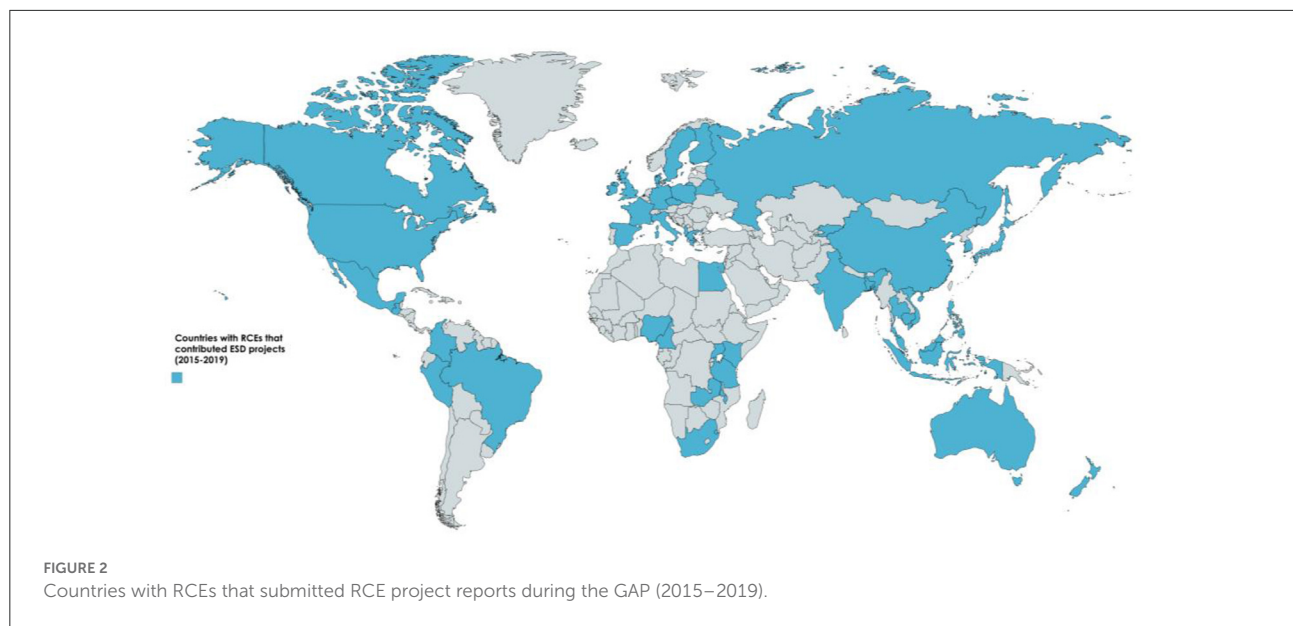 Countries with RCEs that
contributed ESD projects
(2015-2019)
FIGURE 2
Countries with RCEs that submitted RCE project reports during the GAP (2015–2019).